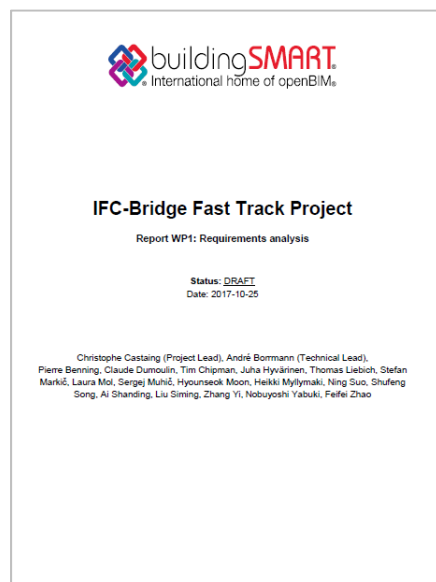 buildingSMART®
International home of openBIM®
IFC-Bridge Fast Track Project
Report WP1: Requirements analysis
Status: DRAFT
Date: 2017-10-25
Christophe Castaing (Project Lead), André Borrmann (Technical Lead),
Pierre Benning, Claude Dumoulin, Tim Chipman, Juha Hyvärinen, Thomas Liebich, Stefan
Markič, Laura Mol, Sergej Muhič, Hyounseok Moon, Heikki Myllymaki, Ning Suo, Shufeng
Song, Ai Shanding, Liu Siming, Zhang Yi, Nobuyoshi Yabuki, Feifei Zhao